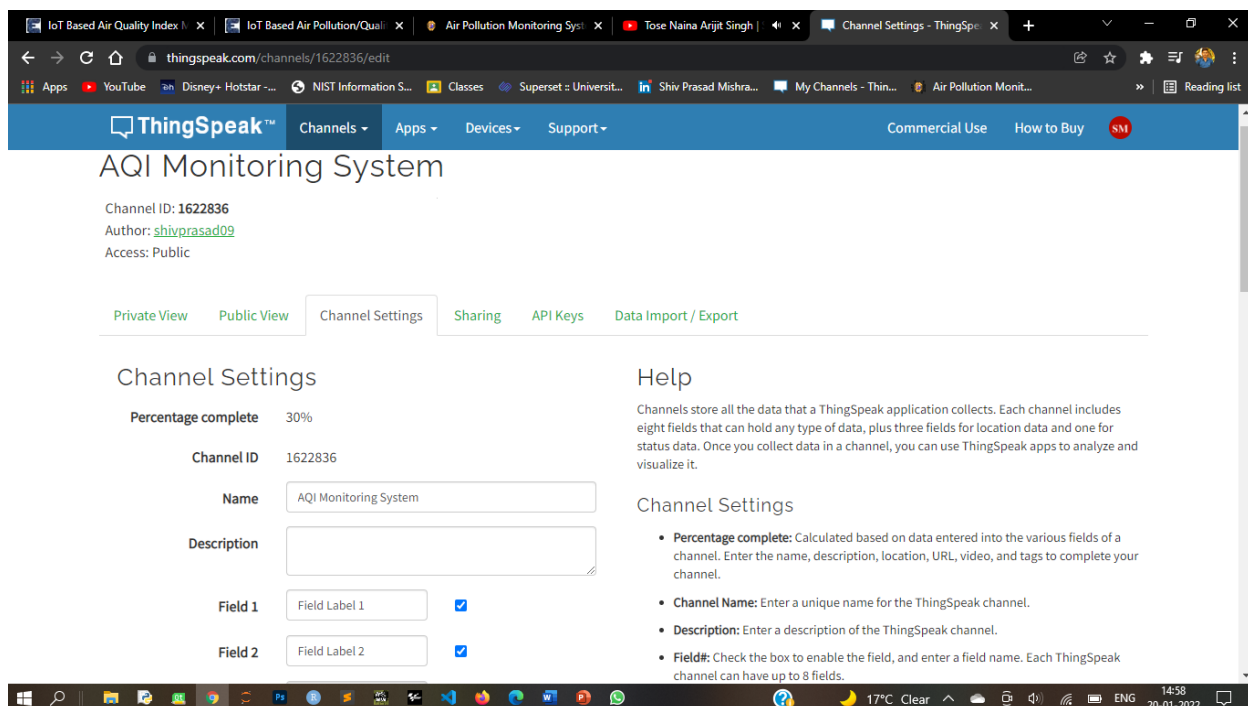 IoT Based Air Quality Index M
IoT Based Air Pollution/Quali
Air Pollution Monitoring Syst
Tose Naina Arijit Singh |
Channel Settings - ThingSpe
thingspeak.com/channels/1622836/edit
Apps YouTube Disney+ Hotstar -... NIST Information S... Classes Superset :: Universit... Shiv Prasad Mishra... My Channels - Thin... Air Pollution Monit... » Reading list
ThingSpeak™ Channels Apps Devices Support Commercial Use How to Buy SM
AQI Monitoring System
Channel ID: 1622836
Author: shivprasad09
Access: Public
Private View Public View Channel Settings Sharing API Keys Data Import / Export
Channel Settings
Percentage complete 30%
Channel ID 1622836
Name AQI Monitoring System
Description
Field 1 Field Label 1
Field 2 Field Label 2
Help
Channels store all the data that a ThingSpeak application collects. Each channel includes
eight fields that can hold any type of data, plus three fields for location data and one for
status data. Once you collect data in a channel, you can use ThingSpeak apps to analyze and
visualize it.
Channel Settings
• Percentage complete: Calculated based on data entered into the various fields of a
channel. Enter the name, description, location, URL, video, and tags to complete your
channel.
• Channel Name: Enter a unique name for the ThingSpeak channel.
• Description: Enter a description of the ThingSpeak channel.
• Field#: Check the box to enable the field, and enter a field name. Each ThingSpeak
channel can have up to 8 fields.
17°C Clear ENG 14:58
20-01-2022